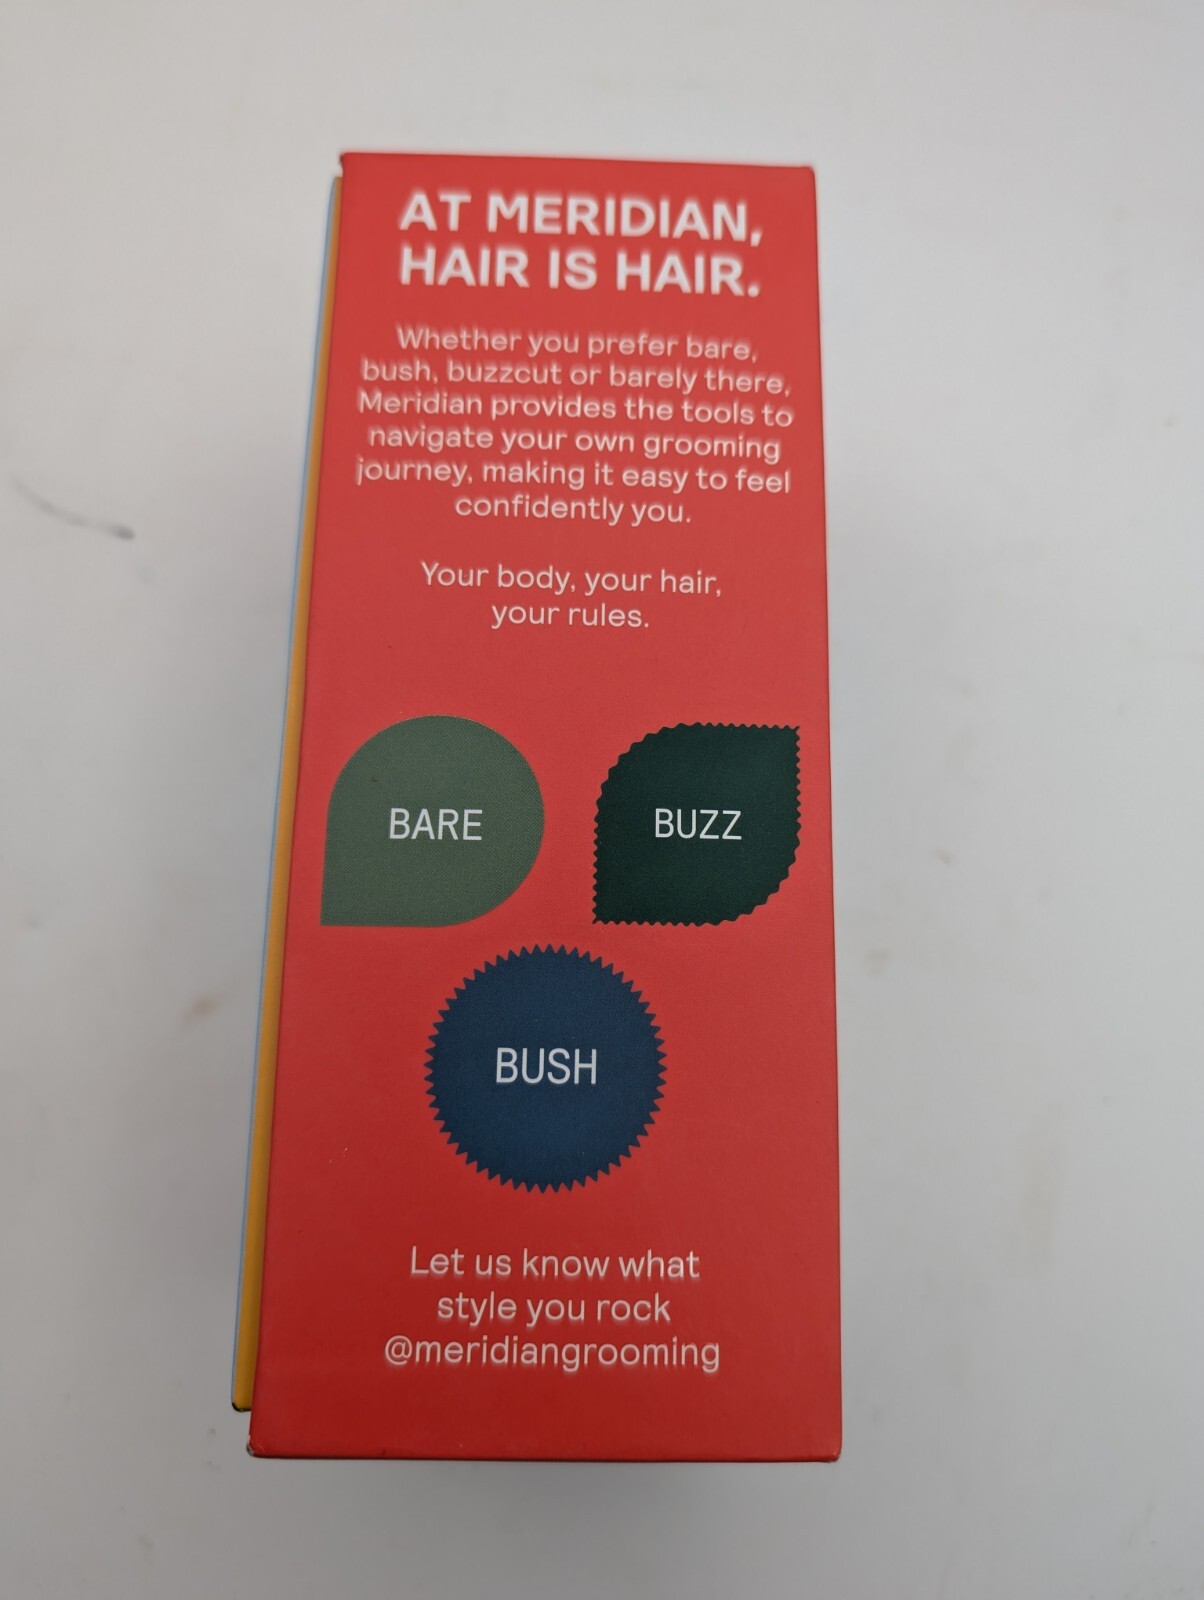 AT MERIDIAN,
HAIR IS HAIR.
Whether you prefer bare,
bush, buzzcut or barely there,
Meridian provides the tools to
navigate your own grooming
journey, making it easy to feel
confidently you.
Your body, your hair,
your rules.
BARE
BUZZ
BUSH
Let us know what
style you rock
@meridiangrooming